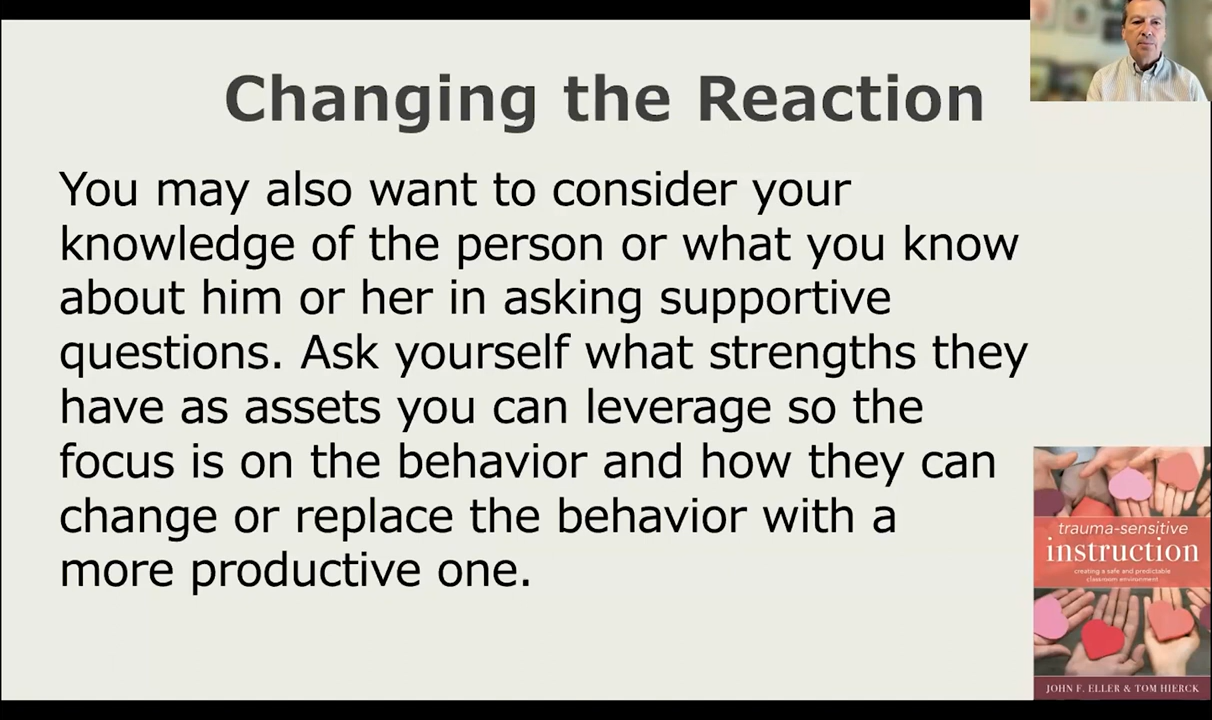 Changing the Reaction
You may also want to consider your
knowledge of the person or what you know
about him or her in asking supportive
questions. Ask yourself what strengths they
have as assets you can leverage so the
focus is on the behavior and how they can
change or replace the behavior with a
more productive one.
trauma-sensitive
instruction
creating a safe and predictable
classroom environment
JOHN F. ELLER & TOM HIERCK